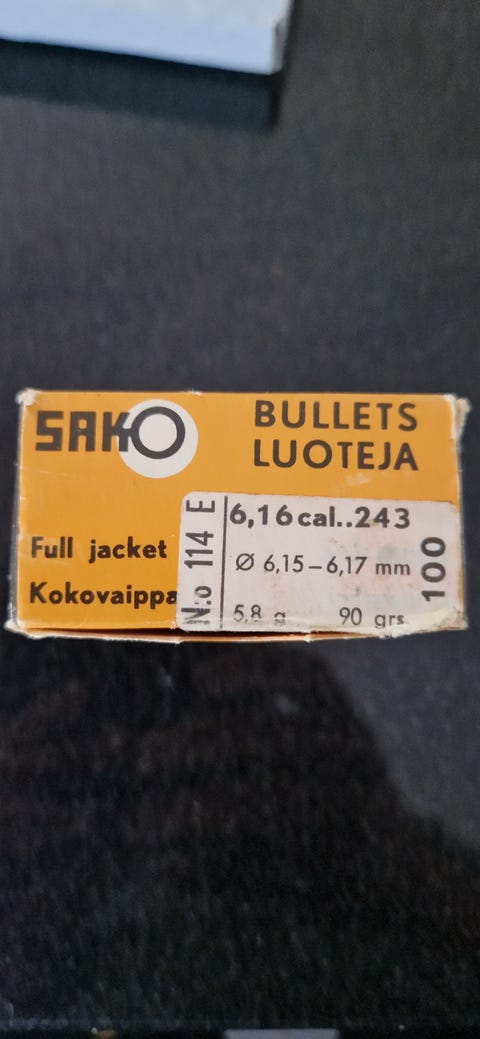 SAKO
BULLETS
LUOTEJA
Full jacket
Kokovaippa
N:o 114 E
6,16 cal..243
Ø 6,15–6,17 mm
5,8 g 90 grs.
100